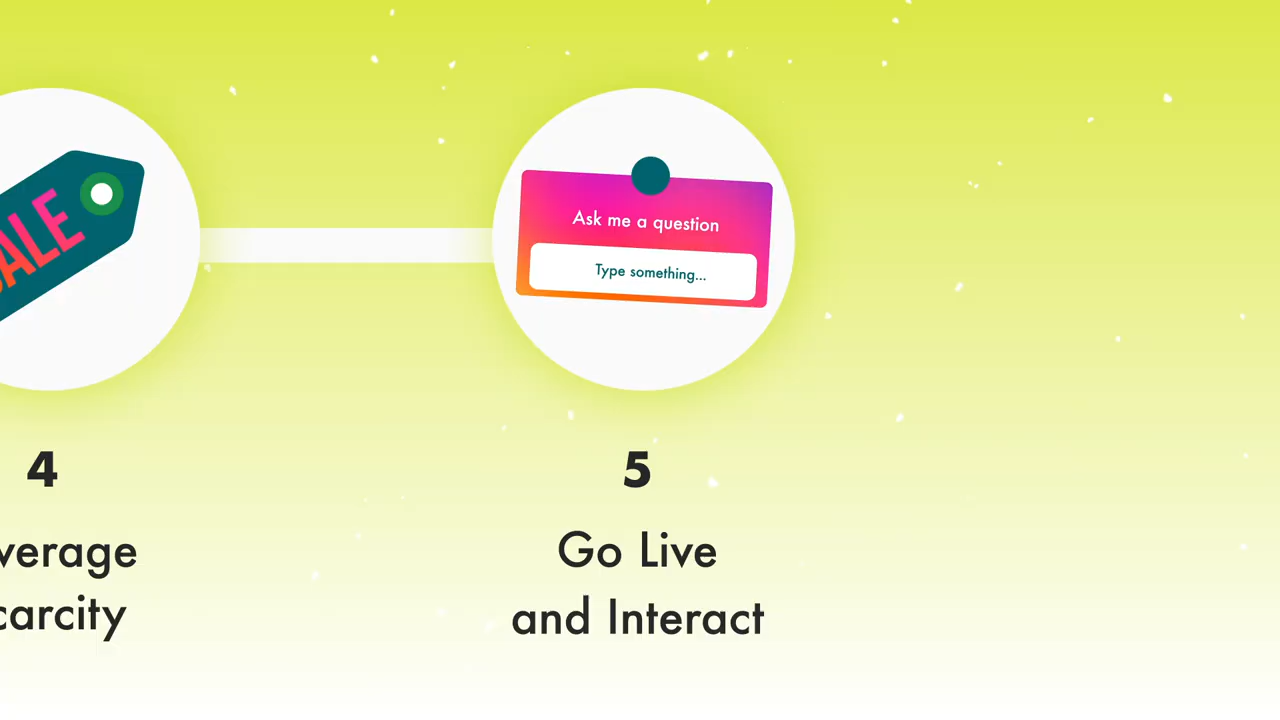 ALE
Ask me a question
Type something...
4
verage
carcity
5
Go Live
and Interact